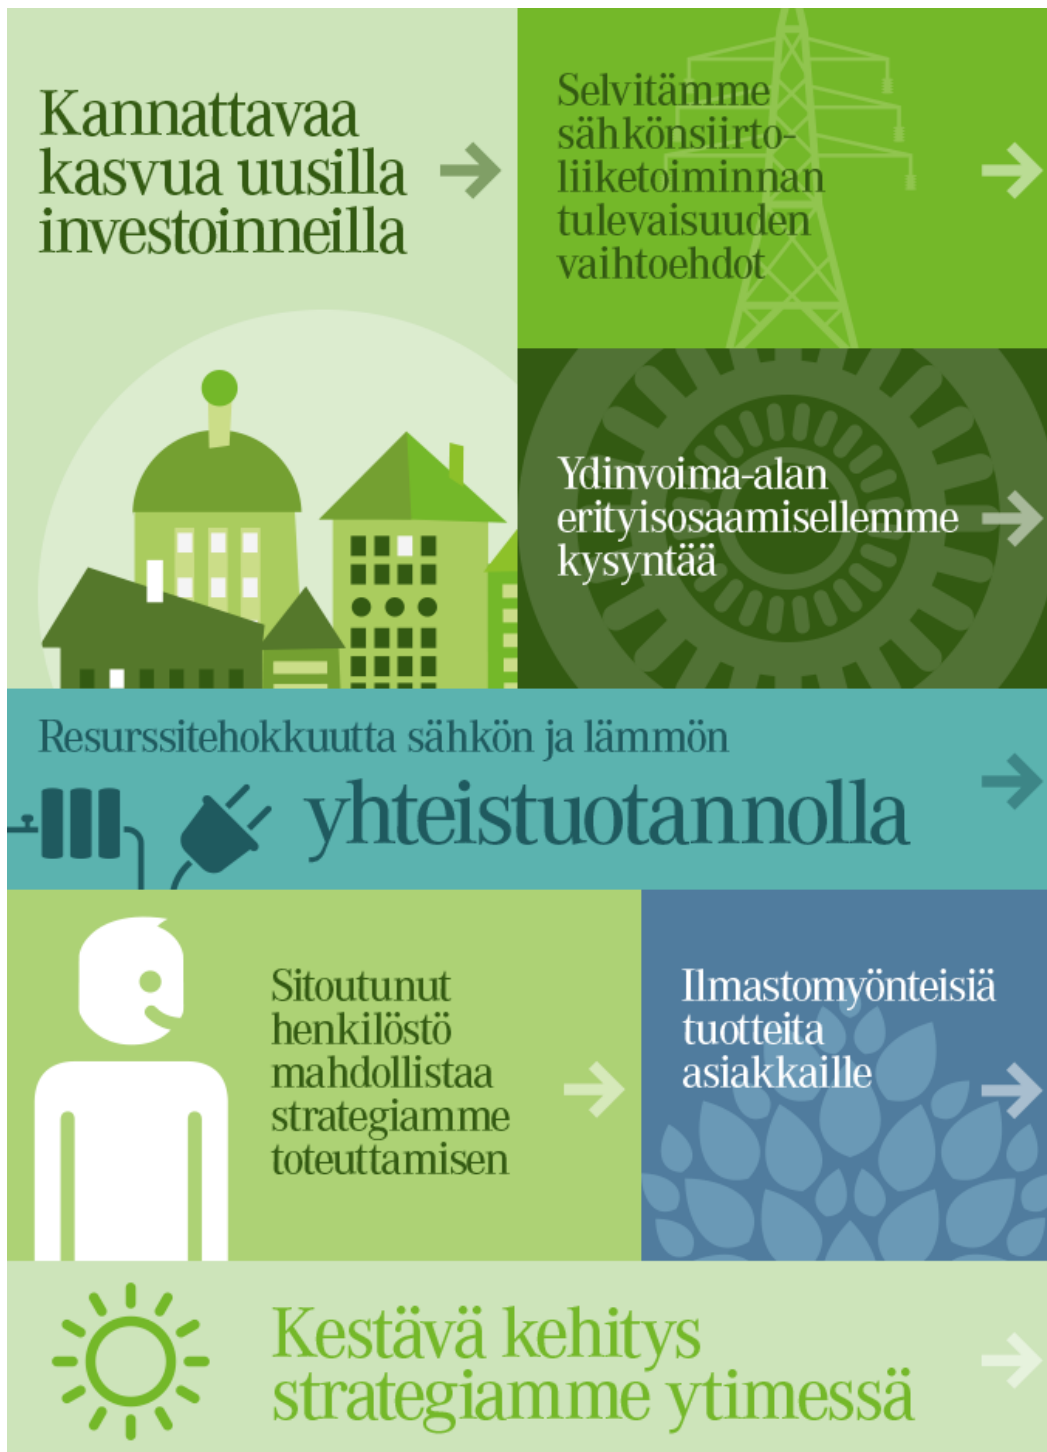 Kannattavaa
kasvua uusilla
investoinneilla
Selvitämme
sähkönsiirto-
liiketoiminnan
tulevaisuuden
vaihtoehdot
Ydinvoima-alan
erityisosaamisellemme
kysyntää
Resurssitehokkuutta sähkön ja lämmön
yhteistuotannolla
Sitoutunut
henkilöstö
mahdollistaa
strategiamme
toteuttamisen
Ilmastomyönteisiä
tuotteita
asiakkaille
Kestävä kehitys
strategiamme ytimessä